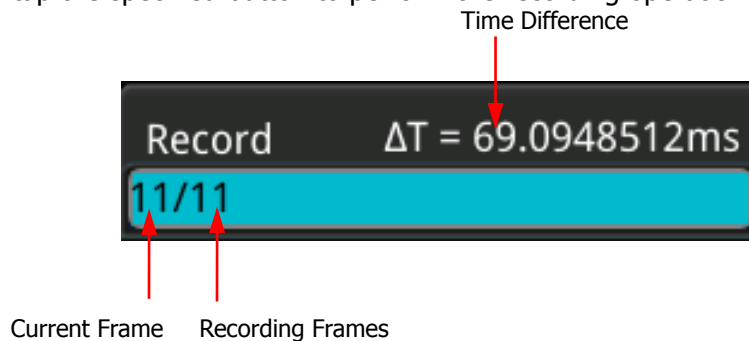 Time Difference
Record ΔT = 69.0948512ms
11/11
Current Frame Recording Frames